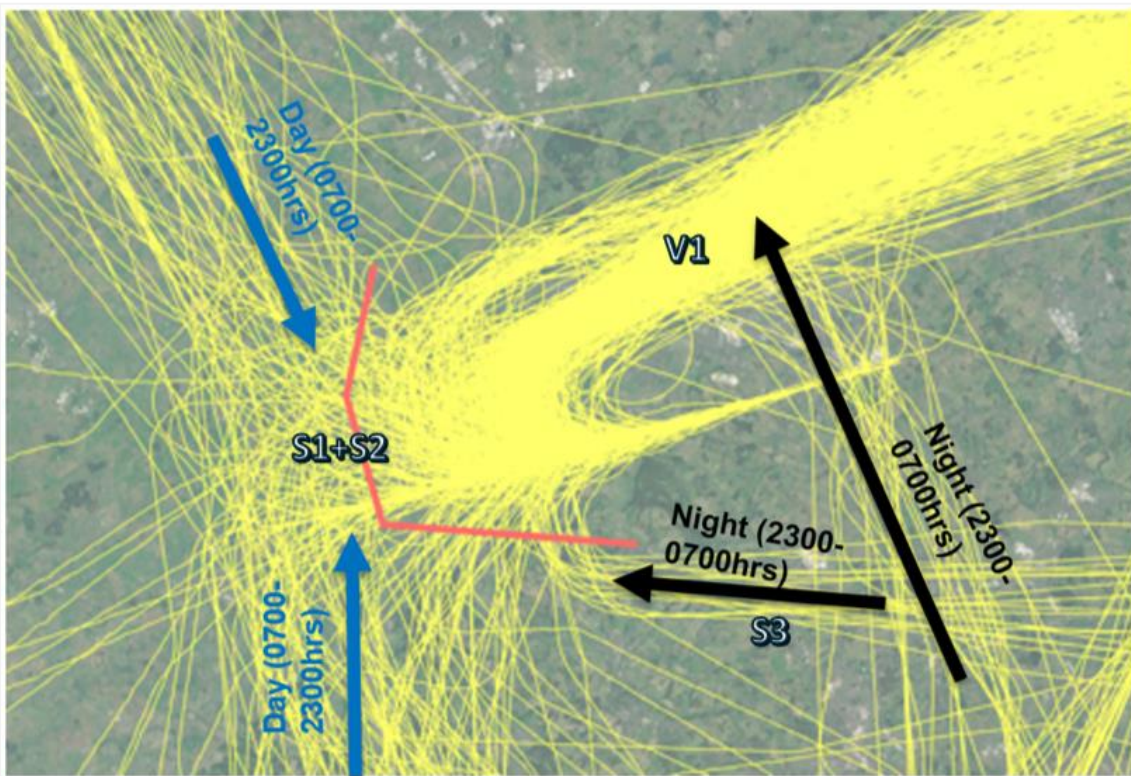 Day (0700-
2300hrs)
V1
S1+S2
Night (2300-
0700hrs)
Night (2300-
0700hrs)
S3
Day (0700-
2300hrs)